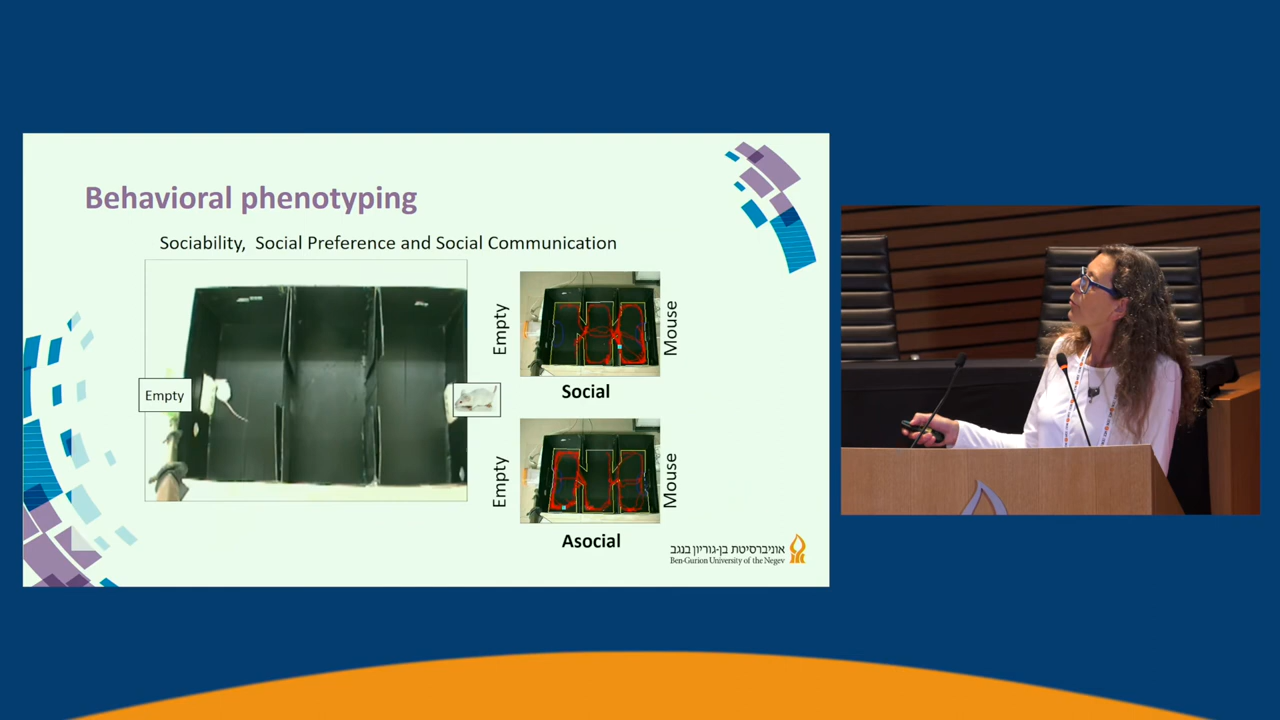 Behavioral phenotyping
Sociability, Social Preference and Social Communication
Empty
Empty
Mouse
Social
Empty
Mouse
Asocial
אוניברסיטת בן-גוריון בנגב
Ben-Gurion University of the Negev